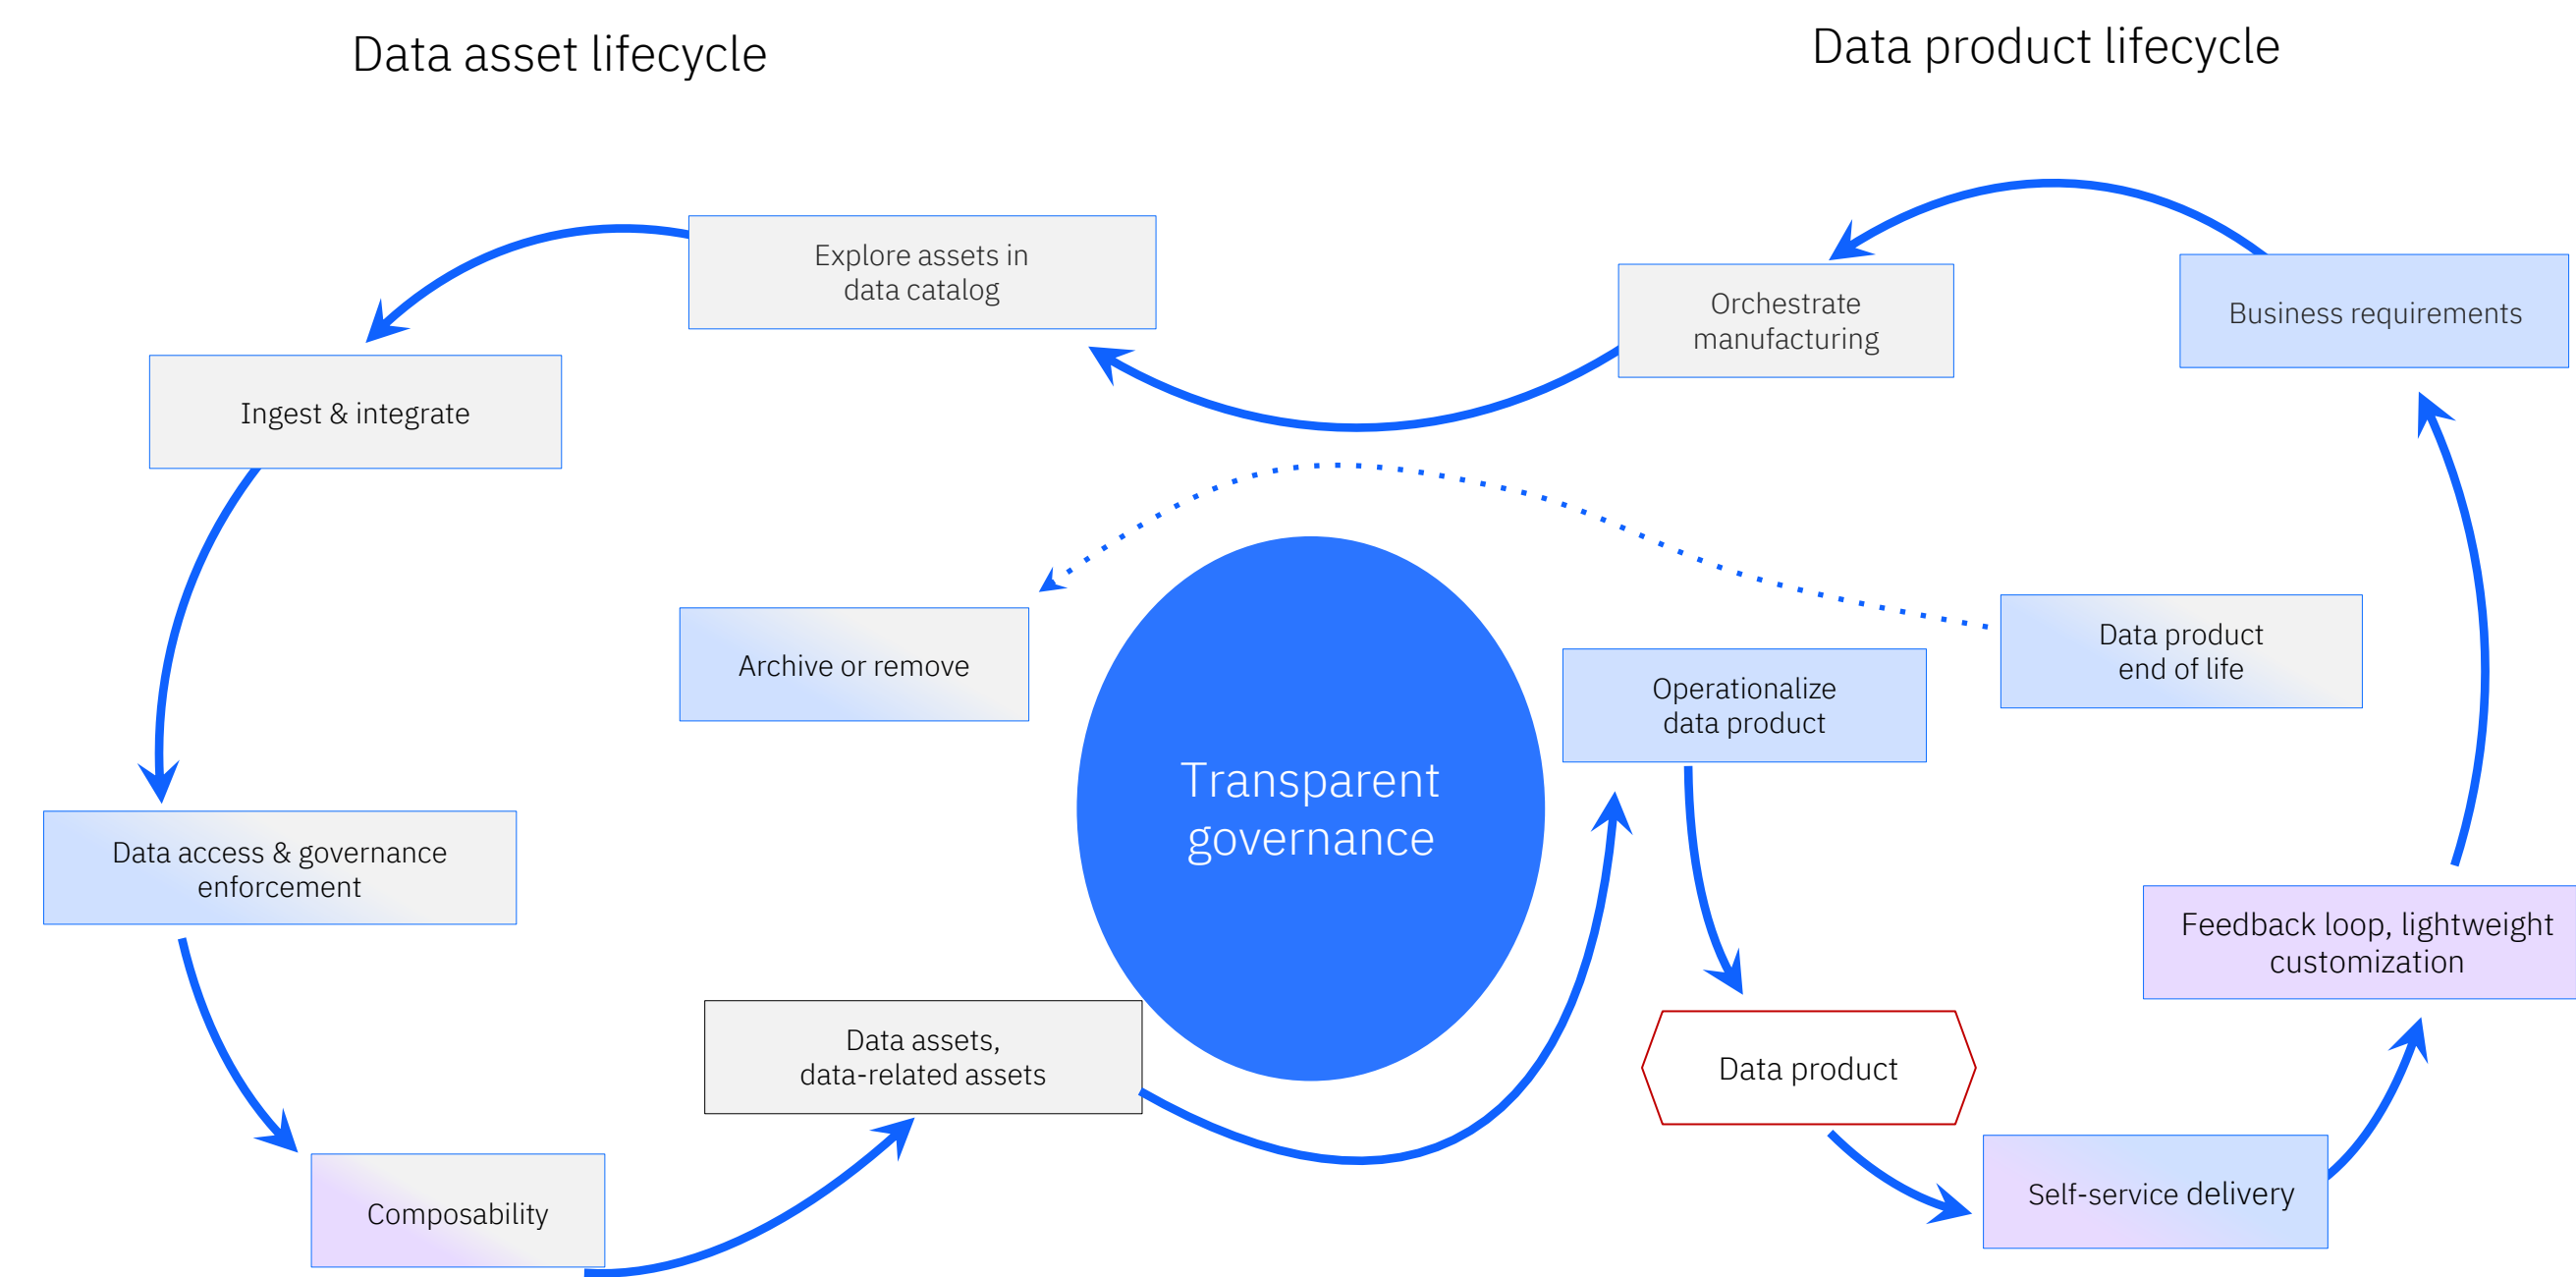 Data asset lifecycle
Data product lifecycle
Explore assets in
data catalog
Orchestrate
manufacturing
Business requirements
Ingest & integrate
Archive or remove
Transparent
governance
Operationalize
data product
Data product
end of life
Data access & governance
enforcement
Feedback loop, lightweight
customization
Data assets,
data-related assets
Data product
Composability
Self-service delivery